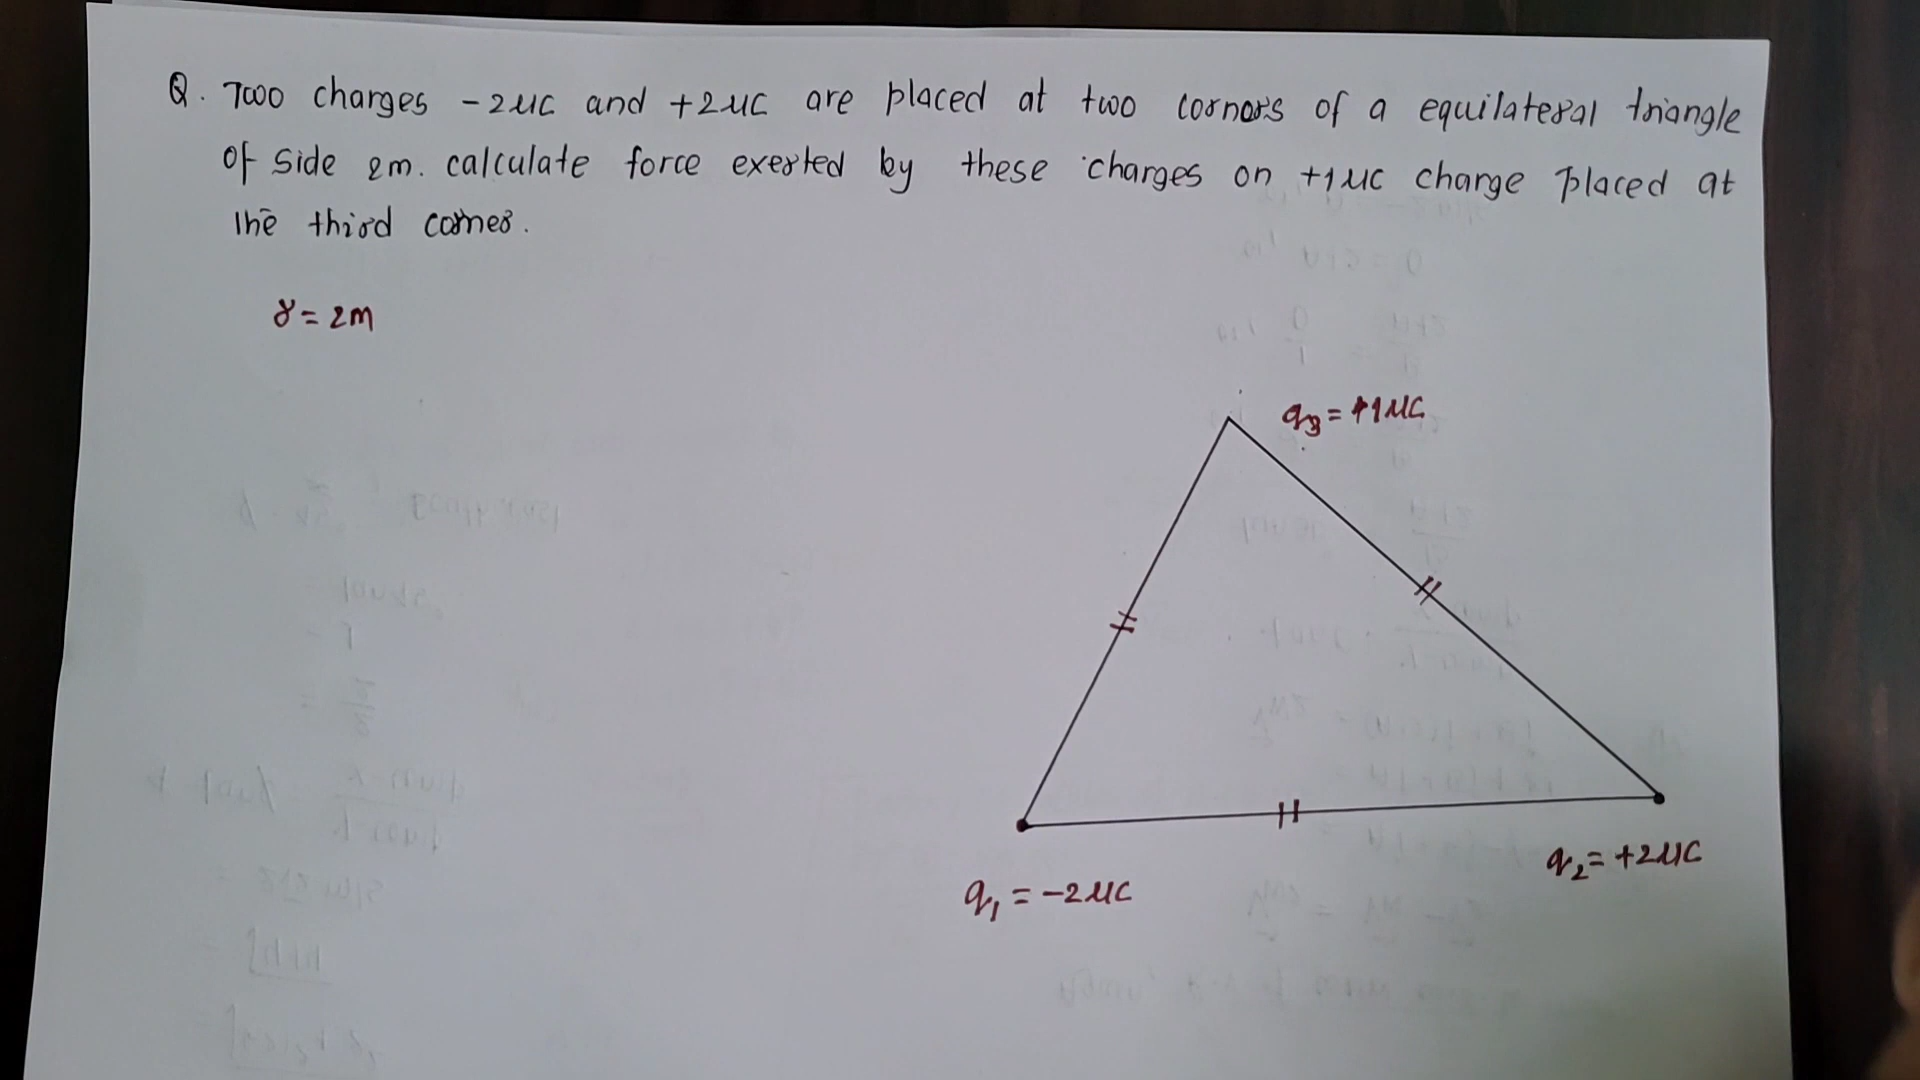 Q. Two charges -2μc and +2μc are placed at two corners of a equilateral triangle
of side 2m. calculate force exerted by these charges on +1μc charge placed at
the third corner.
r = 2m
q₃ = +1μc
q₁ = -2μc
q₂ = +2μc